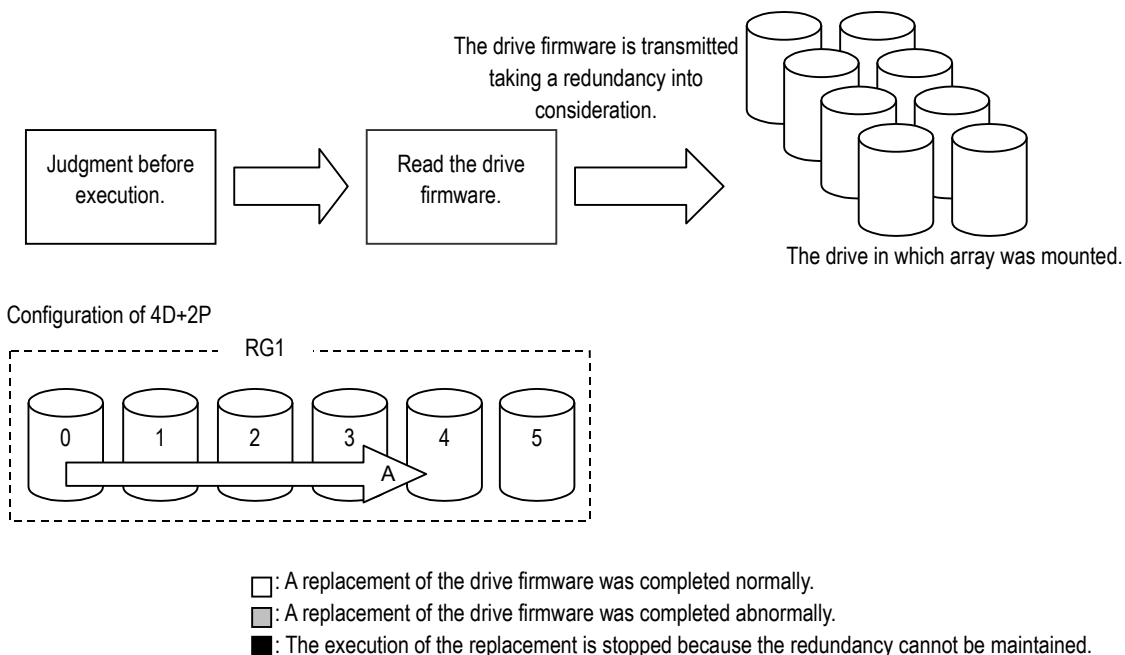 The drive firmware is transmitted
taking a redundancy into
consideration.
Judgment before
execution.
Read the drive
firmware.
The drive in which array was mounted.
Configuration of 4D+2P
RG1
0 1 2 3 4 5
A
: A replacement of the drive firmware was completed normally.
: A replacement of the drive firmware was completed abnormally.
: The execution of the replacement is stopped because the redundancy cannot be maintained.